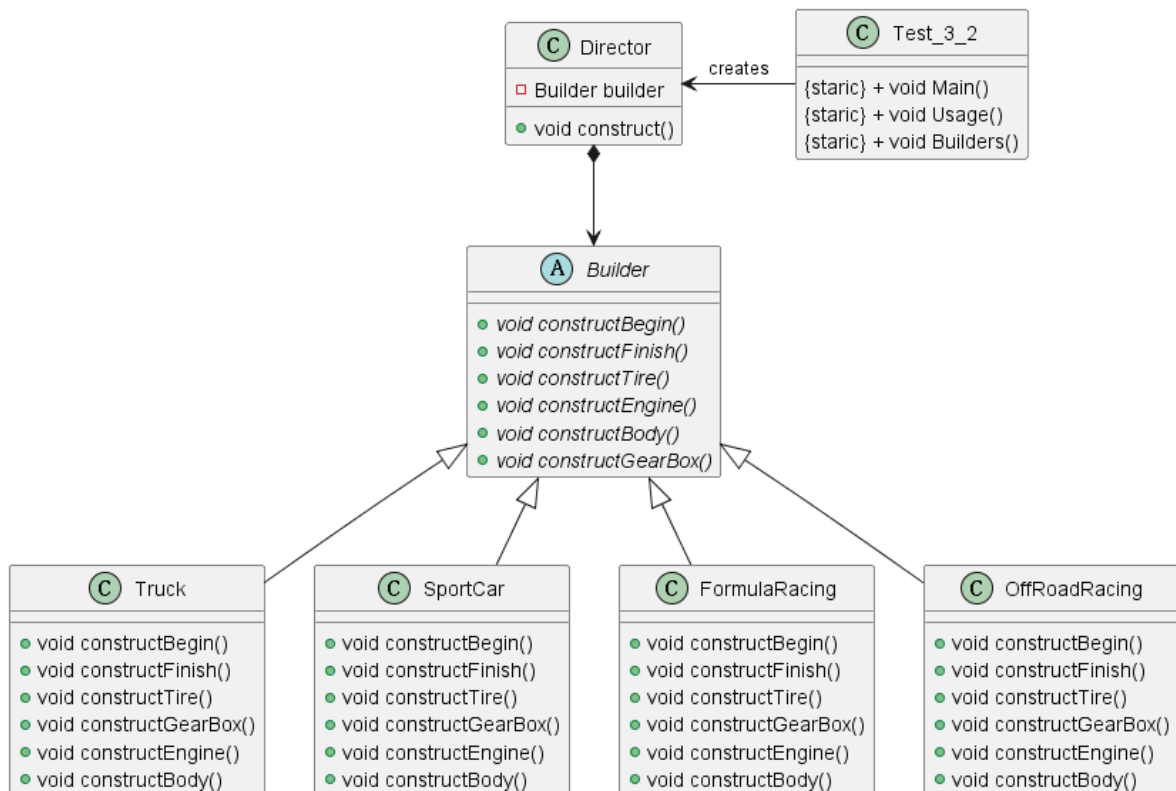 C Director
Builder builder
void construct()
creates
C Test_3_2
{staric} + void Main()
{staric} + void Usage()
{staric} + void Builders()
A Builder
void constructBegin()
void constructFinish()
void constructTire()
void constructEngine()
void constructBody()
void constructGearBox()
C Truck
void constructBegin()
void constructFinish()
void constructTire()
void constructGearBox()
void constructEngine()
void constructBody()
C SportCar
void constructBegin()
void constructFinish()
void constructTire()
void constructGearBox()
void constructEngine()
void constructBody()
C FormulaRacing
void constructBegin()
void constructFinish()
void constructTire()
void constructGearBox()
void constructEngine()
void constructBody()
C OffRoadRacing
void constructBegin()
void constructFinish()
void constructTire()
void constructGearBox()
void constructEngine()
void constructBody()